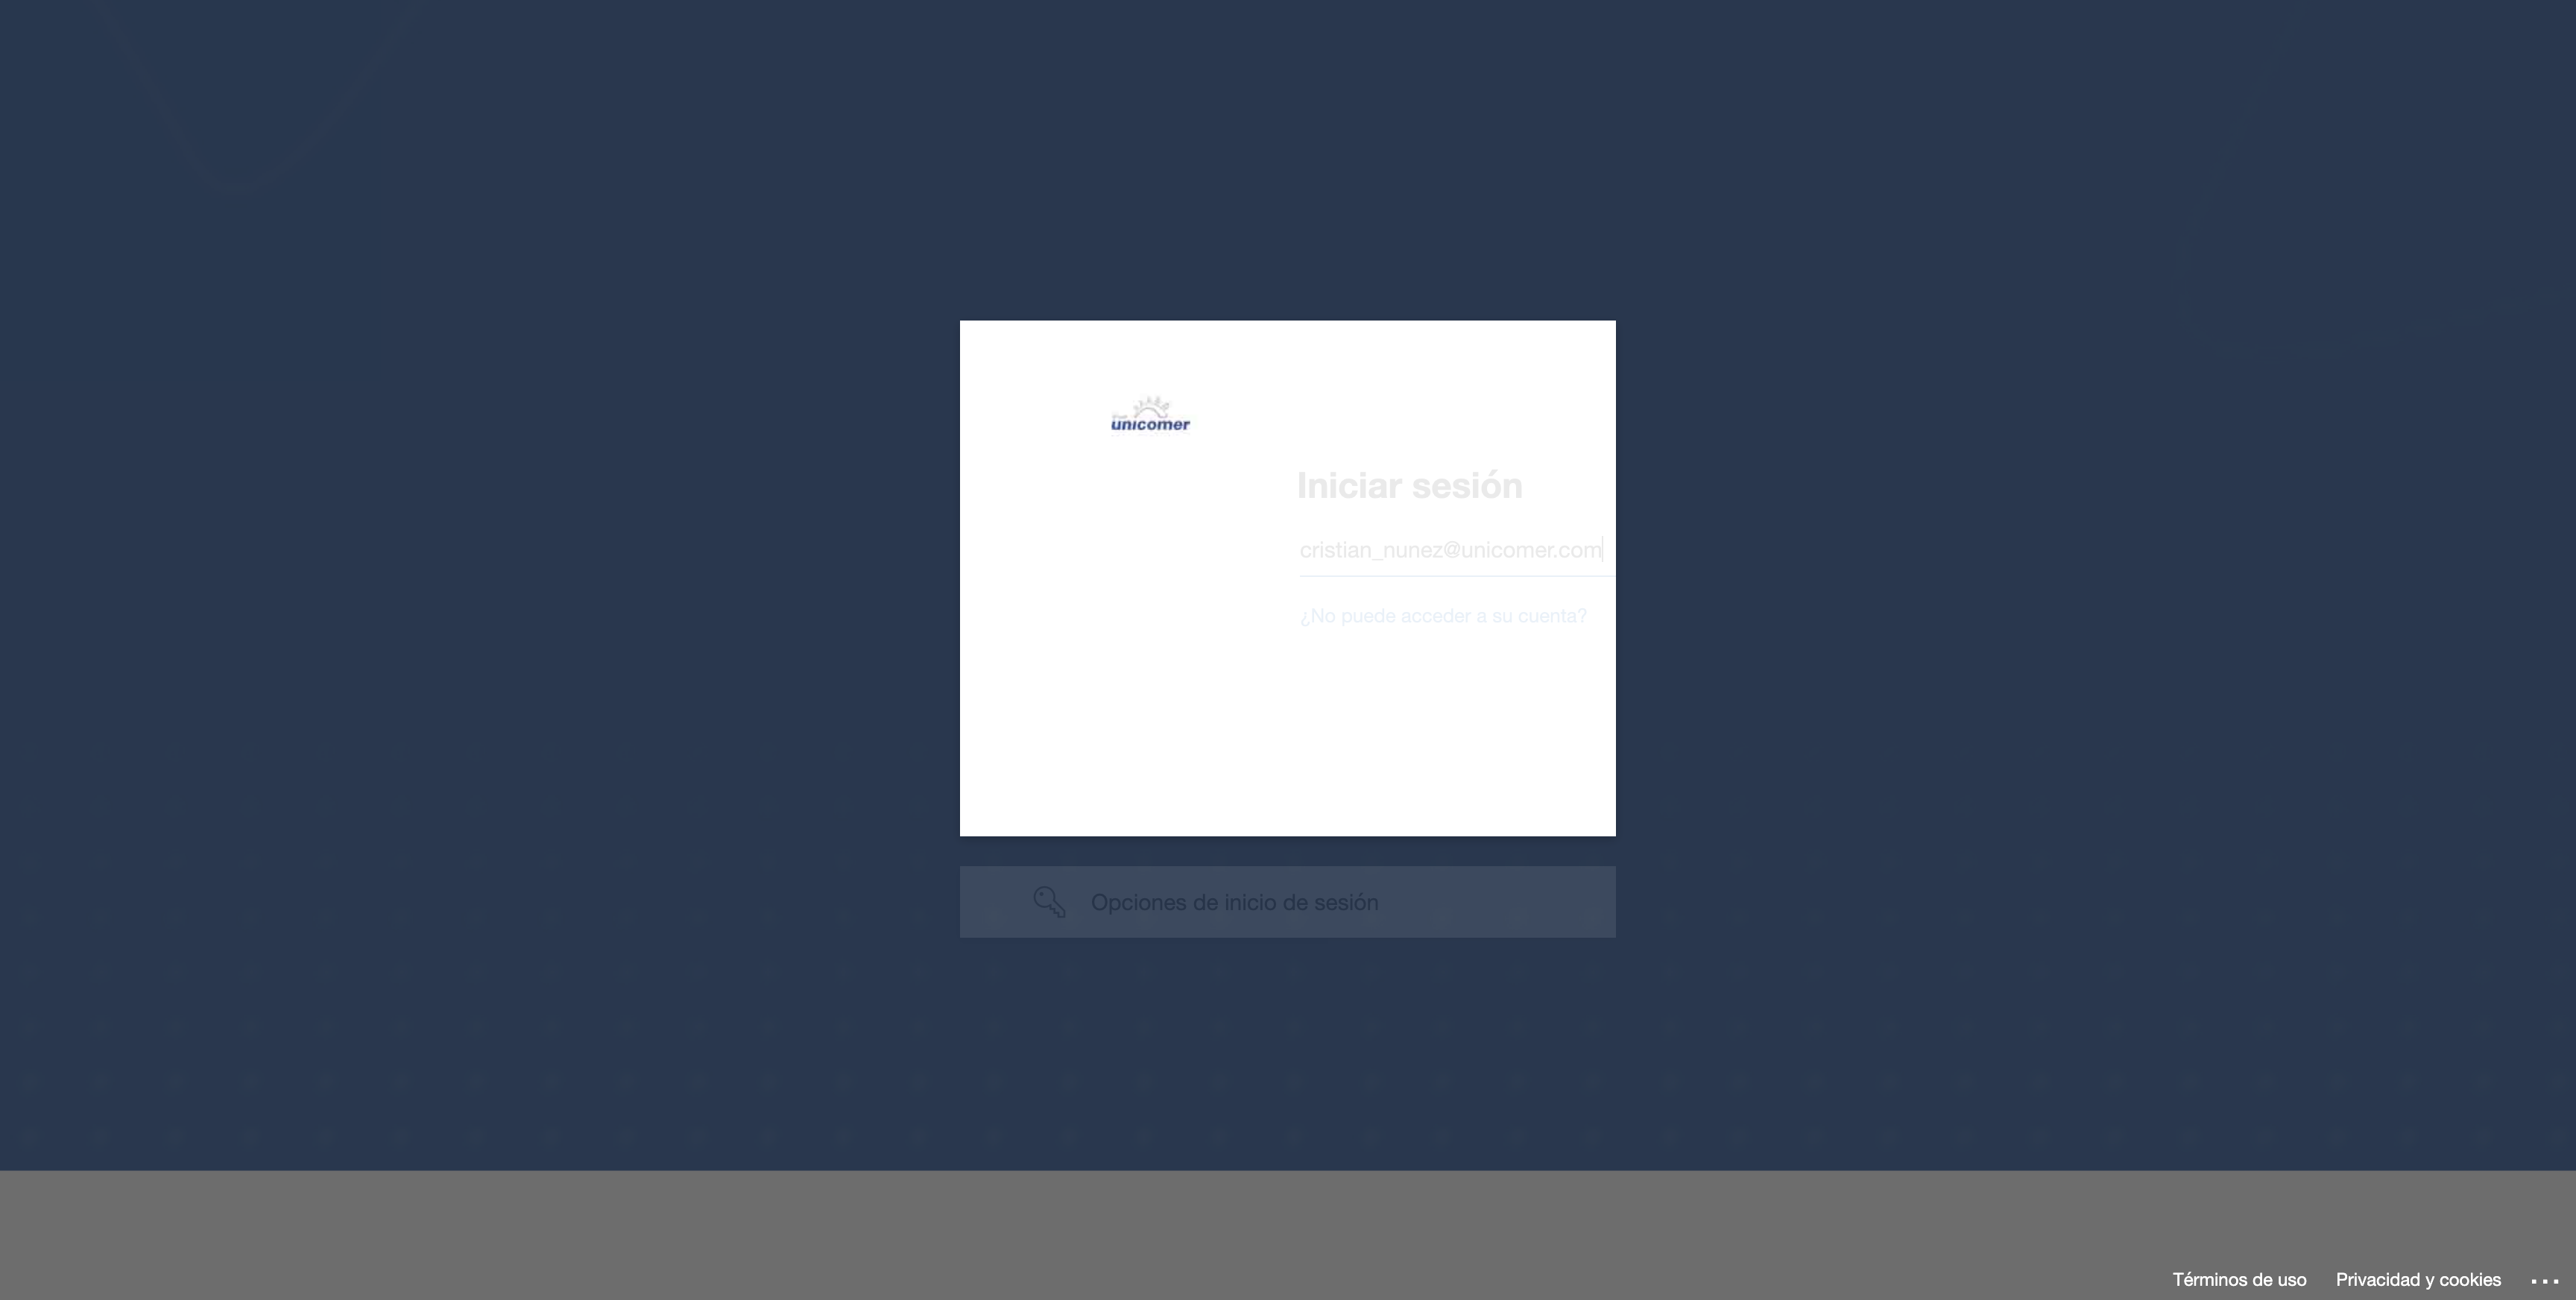 unicomer
Iniciar sesión
cristian_nunez@unicomer.com
¿No puede acceder a su cuenta?
Opciones de inicio de sesión
Términos de uso Privacidad y cookies ...